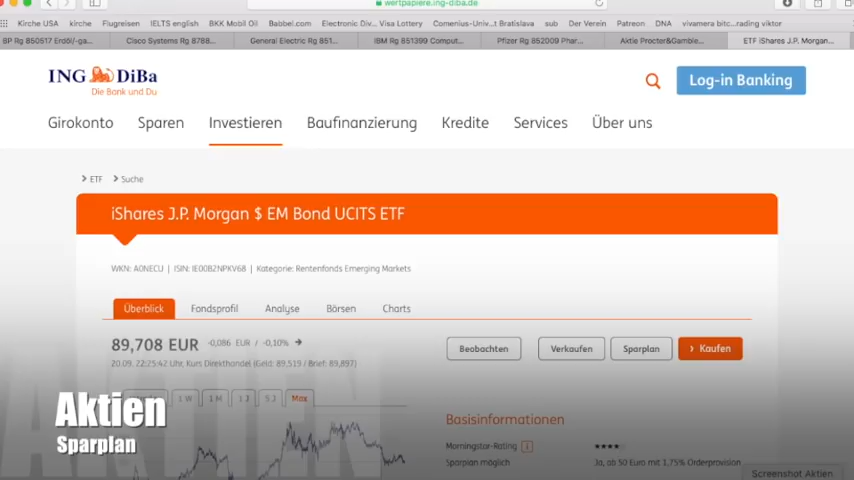 wertpapiere.ing-diba.de
Kirche USA kirche Flugreisen IELTS english BKK Mobil Oil Babbel.com Electronic Div...Visa Lottery Comenius-Univ...t Bratislava sub Der Verein Patreon DNA vivamera bitc...rading viktor
BP Rg 850517 Erdöl/-ga... Cisco Systems Rg 8788... General Electric Rg 851... IBM Rg 851399 Comput... Pfizer Rg 852009 Phar... Aktie Procter&Gamble... ETF iShares J.P. Morgan...
ING DiBa
Die Bank und Du
Log-in Banking
Girokonto Sparen Investieren Baufinanzierung Kredite Services Über uns
ETF Suche
iShares J.P. Morgan $ EM Bond UCITS ETF
WKN: A0NECU | ISIN: IE00B2NPKV68 | Kategorie: Rentenfonds Emerging Markets
Überblick Fondsprofil Analyse Börsen Charts
89,708 EUR -0,086 EUR / -0,10%
Beobachten Verkaufen Sparplan Kaufen
20.09. 22:25:42 Uhr, Kurs Direkthandel (Geld: 89,519 / Brief: 89,897)
1 W 1 M 1 J 5 J Max
Aktien
Sparplan
Basisinformationen
Morningstar-Rating i
Sparplan möglich Ja, ab 50 Euro mit 1,75% Orderprovision
Screenshot Aktien